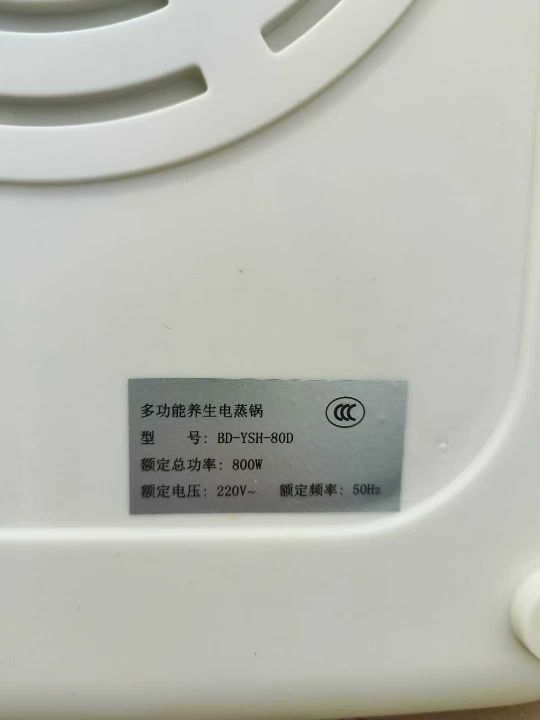 多功能养生电蒸锅 CCC
型 号: BD-YSH-80D
额定总功率: 800W
额定电压: 220V~ 额定频率: 50Hz